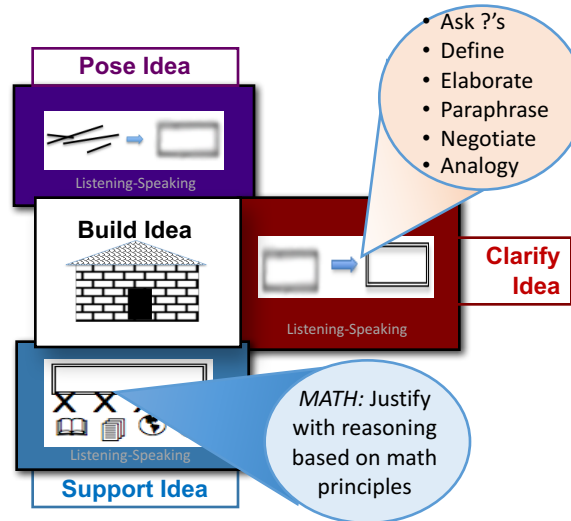 Pose Idea
Listening-Speaking
• Ask ?'s
• Define
• Elaborate
• Paraphrase
• Negotiate
• Analogy
Build Idea
Clarify
Idea
Listening-Speaking
Listening-Speaking
Support Idea
MATH: Justify
with reasoning
based on math
principles